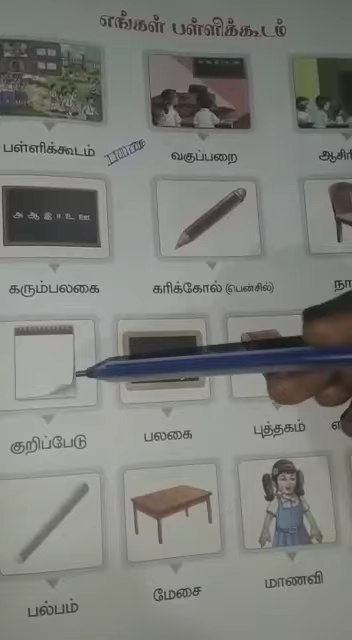 எங்கள் பள்ளிக்கூடம்
பள்ளிக்கூடம் வகுப்பறை
அ ஆ இ ஈ உ ஊ
கரும்பலகை கரிக்கோல் (பென்சில்)
குறிப்பேடு பலகை புத்தகம்
பல்பம் மேசை மாணவி